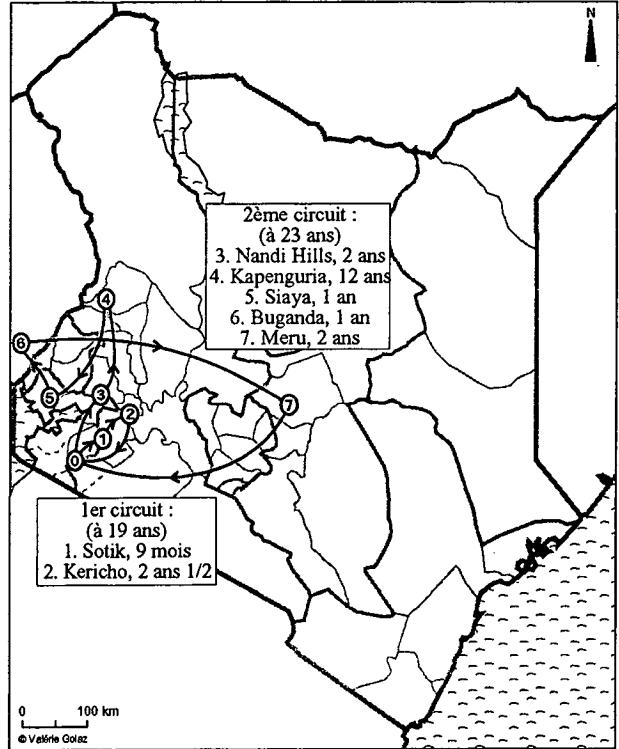 N
2ème circuit :
(à 23 ans)
3. Nandi Hills, 2 ans
4. Kapenguria, 12 ans
5. Siaya, 1 an
6. Buganda, 1 an
7. Meru, 2 ans
4
6
7
5
3
2
1
0
1er circuit :
(à 19 ans)
1. Sotik, 9 mois
2. Kericho, 2 ans 1/2
0 100 km
© Valérie Golaz